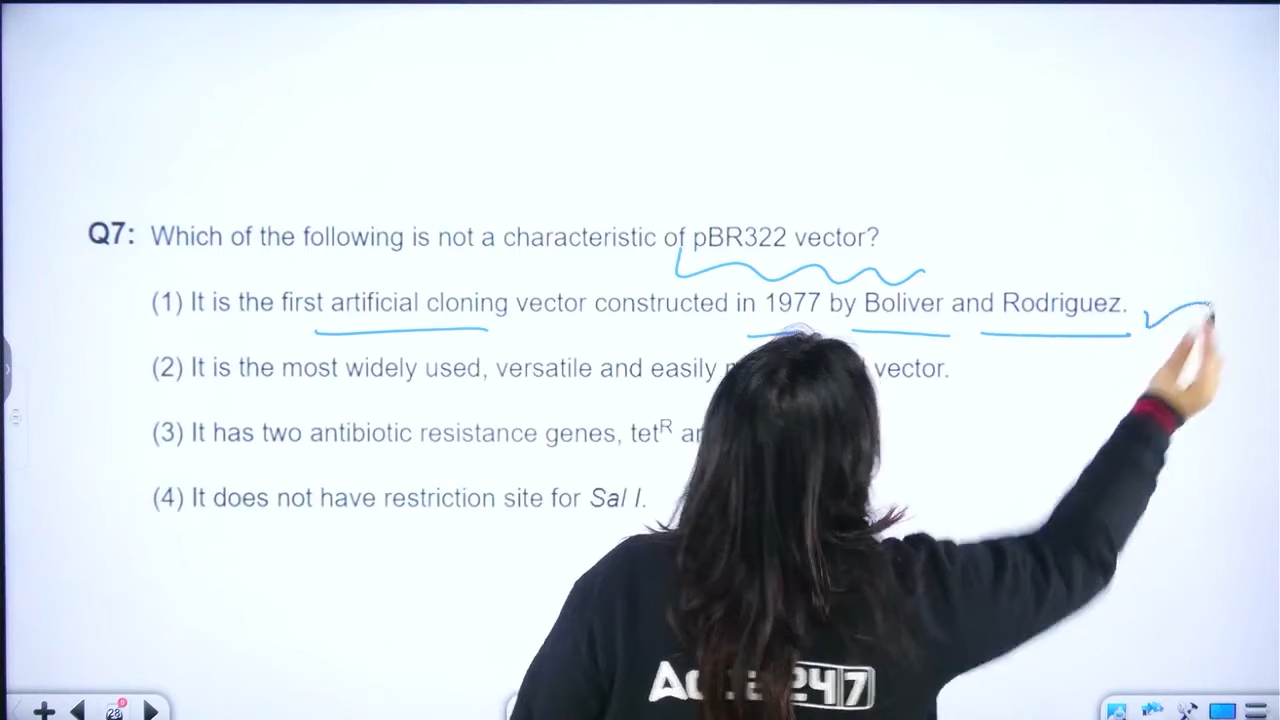 Q7: Which of the following is not a characteristic of pBR322 vector?
(1) It is the first artificial cloning vector constructed in 1977 by Boliver and Rodriguez.
(2) It is the most widely used, versatile and easily vector.
(3) It has two antibiotic resistance genes, tetR
(4) It does not have restriction site for Sal I.
247
28